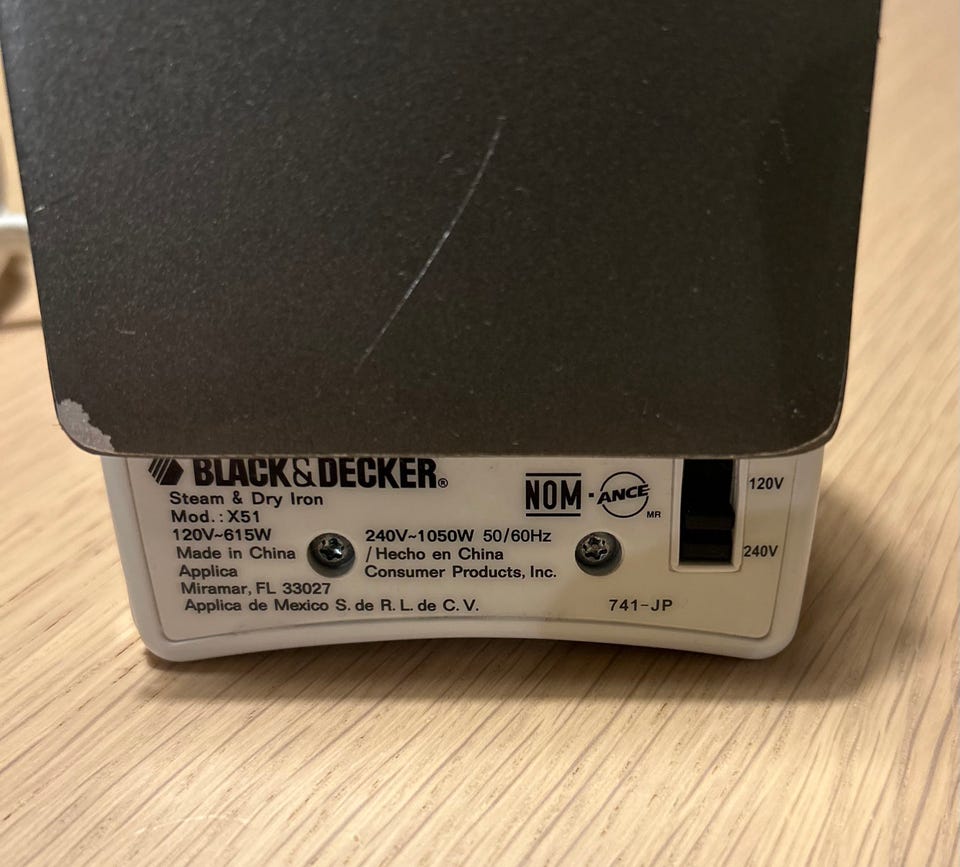 BLACK&DECKER®
Steam & Dry Iron
Mod.: X51
120V~615W 240V~1050W 50/60Hz
Made in China / Hecho en China
Applica Consumer Products, Inc.
Miramar, FL 33027
Applica de Mexico S. de R. L. de C. V.
NOM-ANCE MR
741-JP
120V
240V